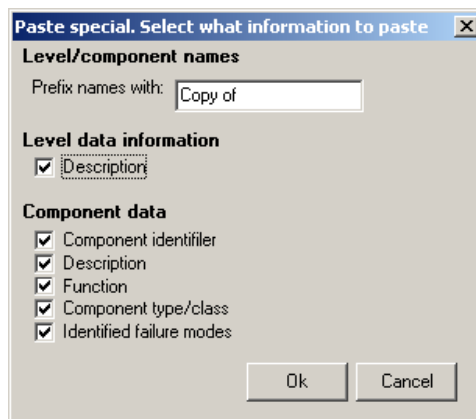 Paste special. Select what information to paste
Level/component names
Prefix names with: Copy of
Level data information
Description
Component data
Component identifiler
Description
Function
Component type/class
Identified failure modes
Ok Cancel